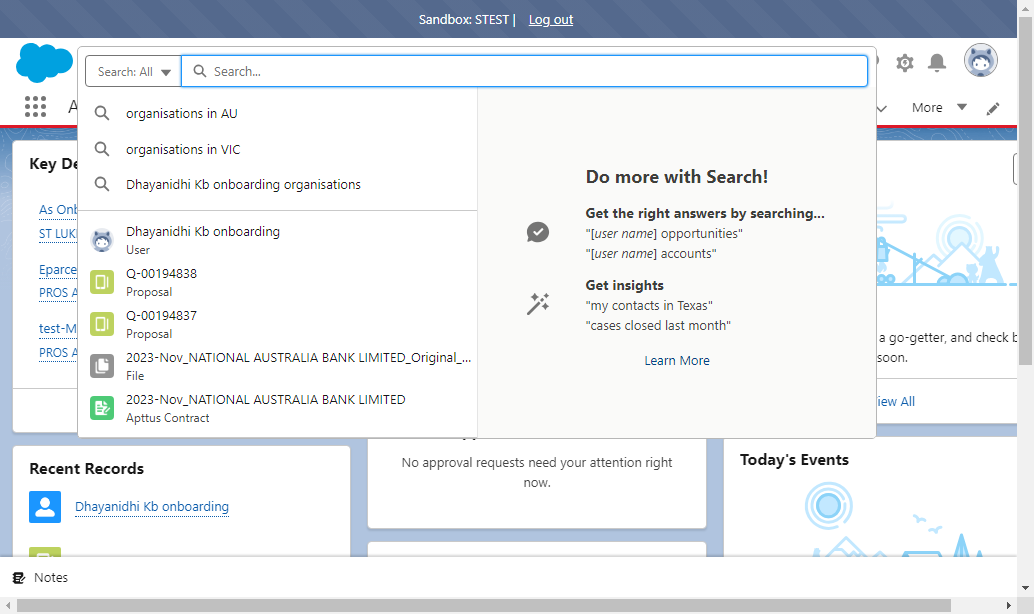 Sandbox: STEST | Log out
Search: All
Search...
More
organisations in AU
organisations in VIC
Dhayanidhi Kb onboarding organisations
Dhayanidhi Kb onboarding
User
Q-00194838
Proposal
Q-00194837
Proposal
2023-Nov_NATIONAL AUSTRALIA BANK LIMITED_Original_...
File
2023-Nov_NATIONAL AUSTRALIA BANK LIMITED
Apttus Contract
Do more with Search!
Get the right answers by searching...
"[user name] opportunities"
"[user name] accounts"
Get insights
"my contacts in Texas"
"cases closed last month"
Learn More
Key De
As Onb
ST LUKE
Eparce
PROS A
test-M
PROS A
a go-getter, and check b
soon.
iew All
Recent Records
Dhayanidhi Kb onboarding
No approval requests need your attention right
now.
Today's Events
Notes